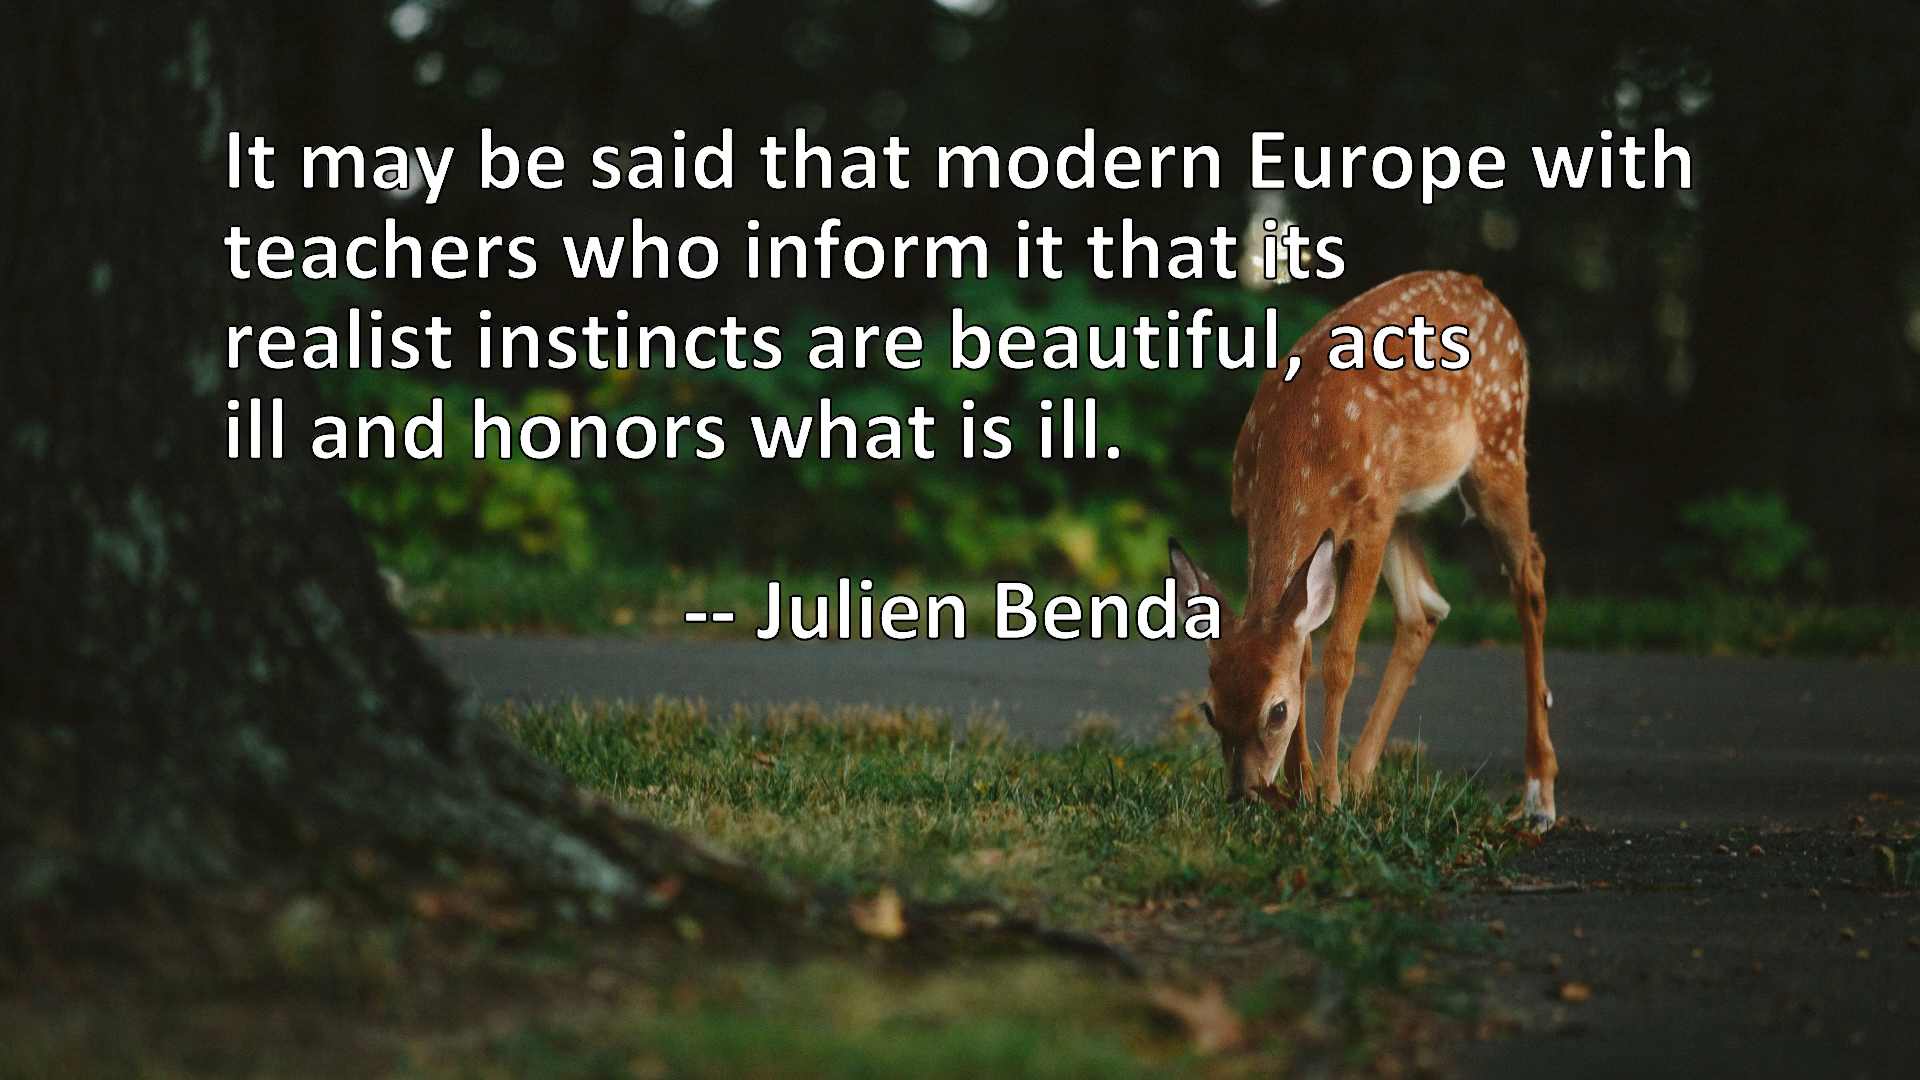 It may be said that modern Europe with
teachers who inform it that its
realist instincts are beautiful, acts
ill and honors what is ill.
-- Julien Benda